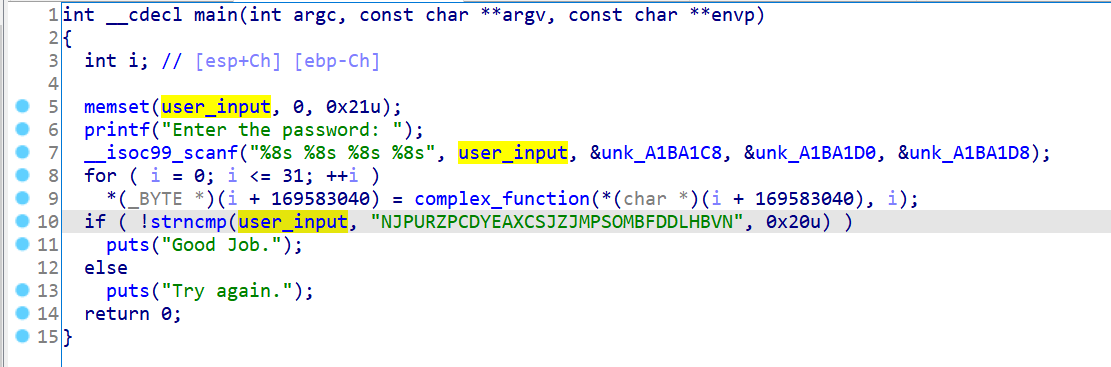 1 int __cdecl main(int argc, const char **argv, const char **envp)
2 {
3 int i; // [esp+Ch] [ebp-Ch]
4
5 memset(user_input, 0, 0x21u);
6 printf("Enter the password: ");
7 __isoc99_scanf("%8s %8s %8s %8s", user_input, &unk_A1BA1C8, &unk_A1BA1D0, &unk_A1BA1D8);
8 for ( i = 0; i <= 31; ++i )
9 *(_BYTE *)(i + 169583040) = complex_function(*(char *)(i + 169583040), i);
10 if ( !strncmp(user_input, "NJPURZPCDYEAXCSJZJMPSOMBFDDLHBVN", 0x20u) )
11 puts("Good Job.");
12 else
13 puts("Try again.");
14 return 0;
15 }